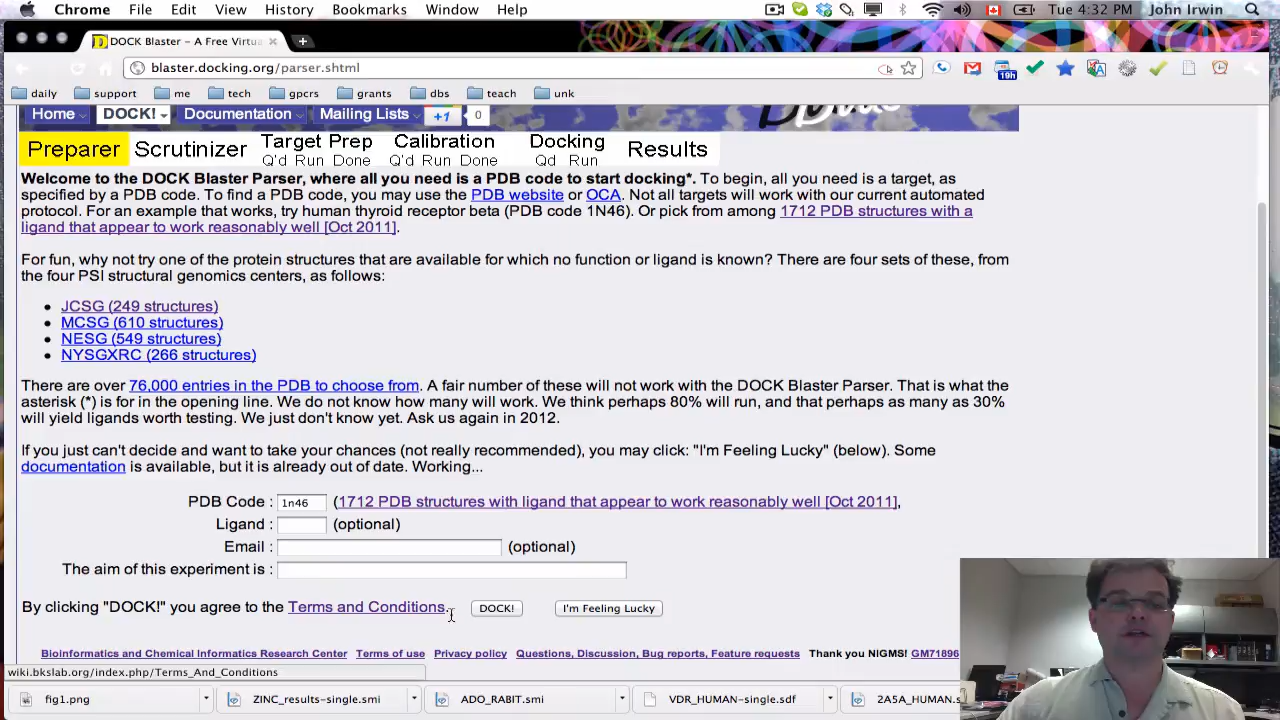 Chrome File Edit View History Bookmarks Window Help Tue 4:32 PM John Irwin
DOCK Blaster – A Free Virtua
blaster.docking.org/parser.shtml
19h
daily support me tech gpcrs grants dbs teach unk
Home DOCK! Documentation Mailing Lists +1 0
Preparer Scrutinizer Target Prep Calibration Docking Results
Q'd Run Done Q'd Run Done Qd Run
Welcome to the DOCK Blaster Parser, where all you need is a PDB code to start docking*. To begin, all you need is a target, as
specified by a PDB code. To find a PDB code, you may use the PDB website or OCA. Not all targets will work with our current automated
protocol. For an example that works, try human thyroid receptor beta (PDB code 1N46). Or pick from among 1712 PDB structures with a
ligand that appear to work reasonably well [Oct 2011].
For fun, why not try one of the protein structures that are available for which no function or ligand is known? There are four sets of these, from
the four PSI structural genomics centers, as follows:
• JCSG (249 structures)
• MCSG (610 structures)
• NESG (549 structures)
• NYSGXRC (266 structures)
There are over 76,000 entries in the PDB to choose from. A fair number of these will not work with the DOCK Blaster Parser. That is what the
asterisk (*) is for in the opening line. We do not know how many will work. We think perhaps 80% will run, and that perhaps as many as 30%
will yield ligands worth testing. We just don't know yet. Ask us again in 2012.
If you just can't decide and want to take your chances (not really recommended), you may click: "I'm Feeling Lucky" (below). Some
documentation is available, but it is already out of date. Working...
PDB Code : 1n46 (1712 PDB structures with ligand that appear to work reasonably well [Oct 2011],
Ligand : (optional)
Email : (optional)
The aim of this experiment is :
By clicking "DOCK!" you agree to the Terms and Conditions. DOCK! I'm Feeling Lucky
Bioinformatics and Chemical Informatics Research Center Terms of use Privacy policy Questions, Discussion, Bug reports, Feature requests Thank you NIGMS! GM71896
wiki.bkslab.org/index.php/Terms_And_Conditions
fig1.png ZINC_results-single.smi ADO_RABIT.smi VDR_HUMAN-single.sdf 2A5A_HUMAN.s